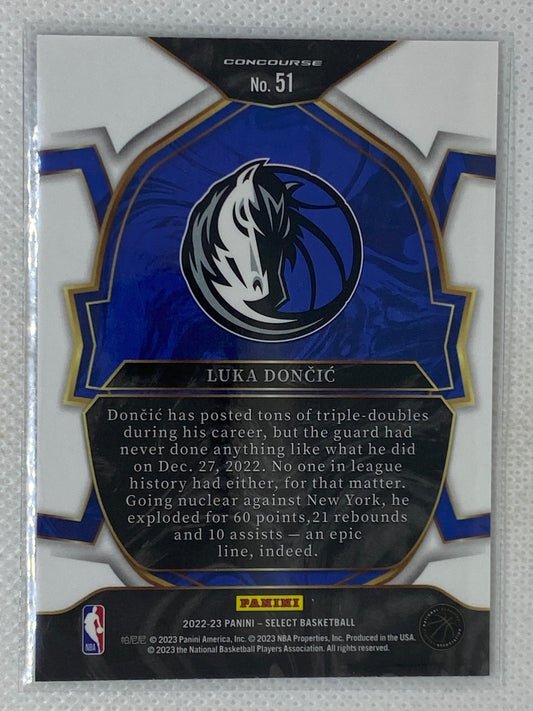 CONCOURSE
No. 51
LUKA DONČIĆ
Dončić has posted tons of triple-doubles
during his career, but the guard had
never done anything like what he did
on Dec. 27, 2022. No one in league
history had either, for that matter.
Going nuclear against New York, he
exploded for 60 points,21 rebounds
and 10 assists — an epic
line, indeed.
PANINI
2022-23 PANINI – SELECT BASKETBALL
帕尼尼 © 2023 Panini America, Inc. © 2023 NBA Properties, Inc. Produced in the USA.
© 2023 the National Basketball Players Association. All rights reserved.
NBA